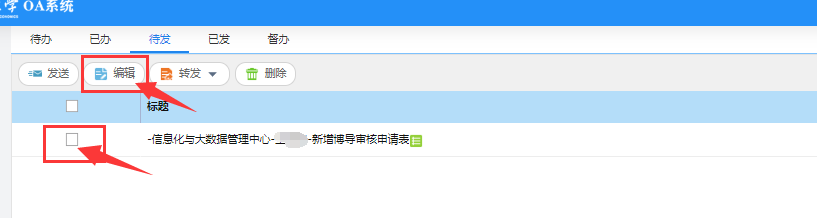 学 OA系统
待办 已办 待发 已发 督办
发送 编辑 转发 删除
标题
-信息化与大数据管理中心- -新增博导审核申请表